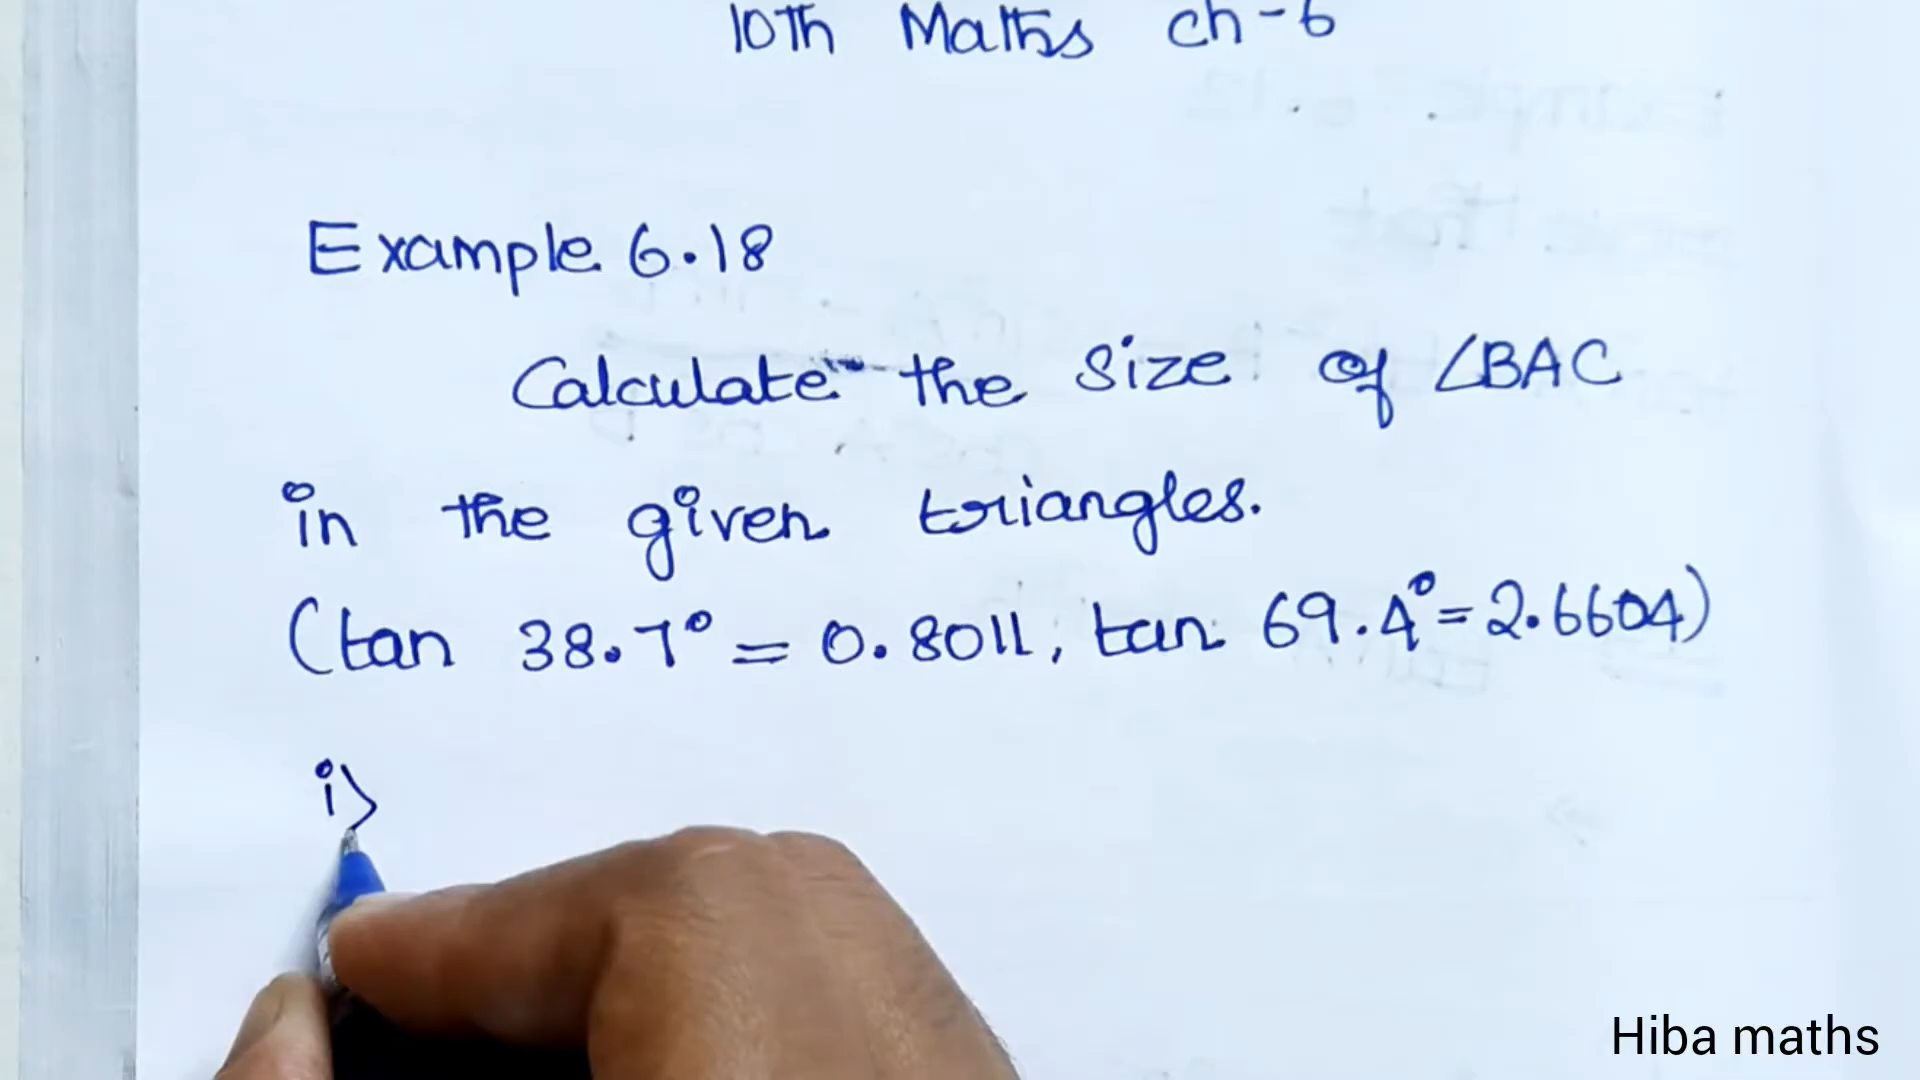 10Th Maths ch-6
Example 6.18
Calculate the size of ∠BAC
in the given triangles.
(tan 38.7° = 0.8011, tan 69.4° = 2.6604)
i)
Hiba maths